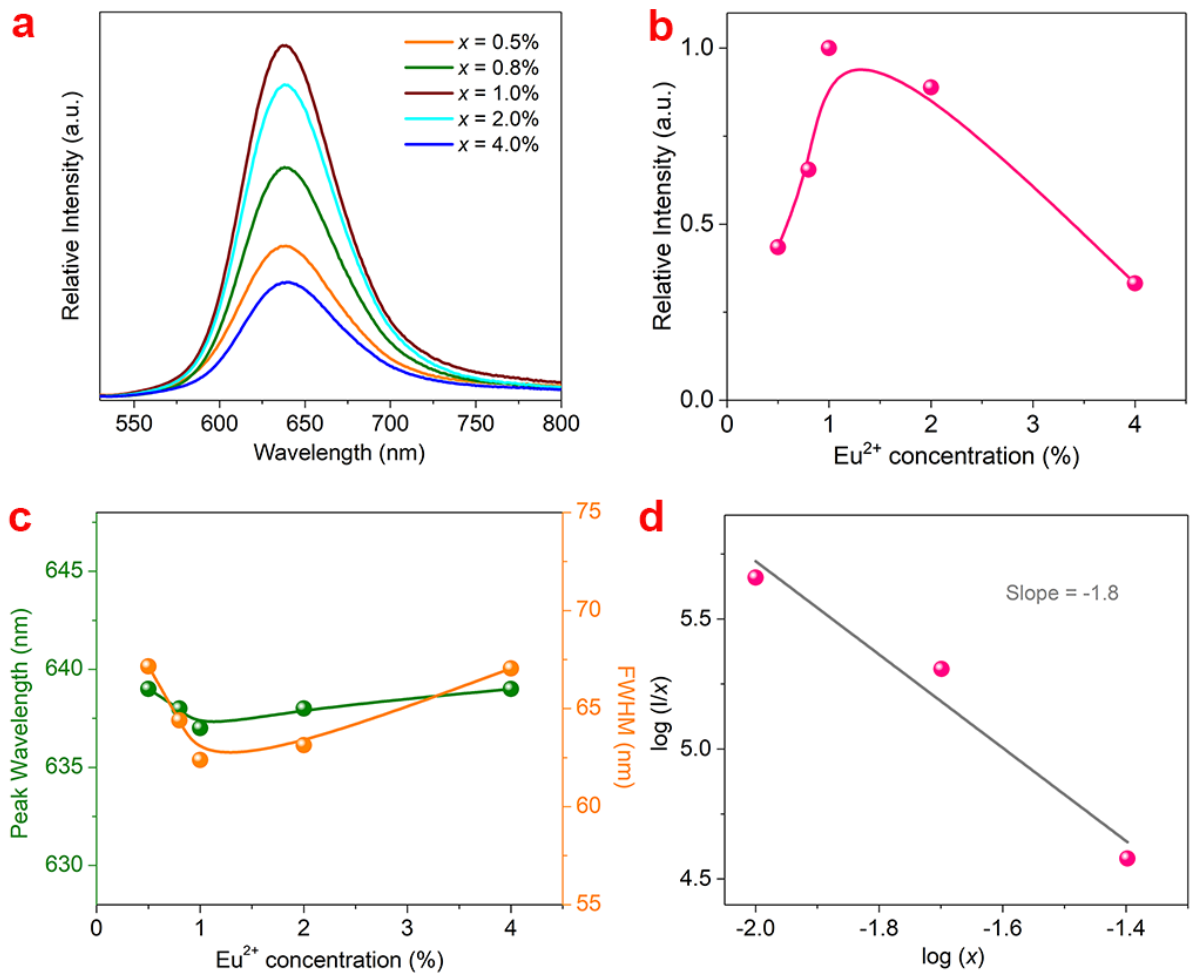 a
x = 0.5%
x = 0.8%
x = 1.0%
x = 2.0%
x = 4.0%
Relative Intensity (a.u.)
550 600 650 700 750 800
Wavelength (nm)
b
1.0
0.5
0.0
Relative Intensity (a.u.)
0 1 2 3 4
Eu²⁺ concentration (%)
c
645
640
635
630
Peak Wavelength (nm)
75
70
65
60
55
FWHM (nm)
0 1 2 3 4
Eu²⁺ concentration (%)
d
Slope = -1.8
5.5
5.0
4.5
log (I/x)
-2.0 -1.8 -1.6 -1.4
log (x)